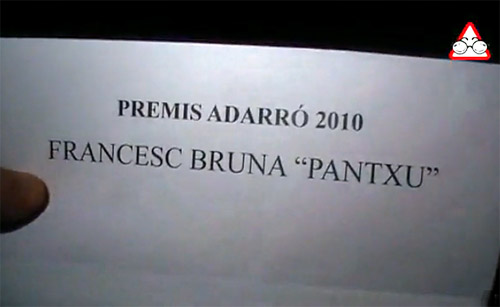 PREMIS ADARRÓ 2010
FRANCESC BRUNA “PANTXU”